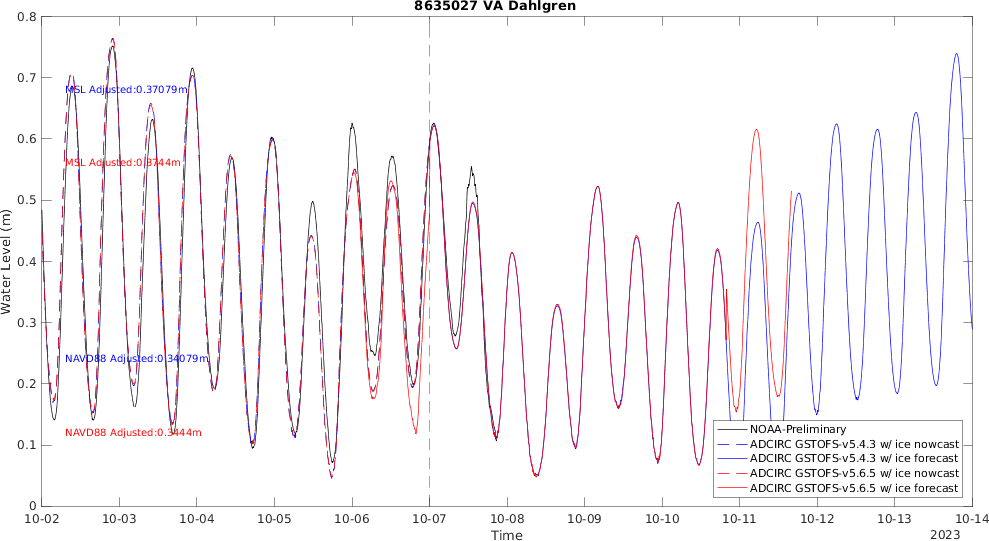 8635027 VA Dahlgren
0.8
0.7
0.6
0.5
0.4
0.3
0.2
0.1
0
Water Level (m)
MSL Adjusted:0.37079m
MSL Adjusted:0.3744m
NAVD88 Adjusted:0.34079m
NAVD88 Adjusted:0.3444m
NOAA-Preliminary
ADCIRC GSTOFS-v5.4.3 w/ ice nowcast
ADCIRC GSTOFS-v5.4.3 w/ ice forecast
ADCIRC GSTOFS-v5.6.5 w/ ice nowcast
ADCIRC GSTOFS-v5.6.5 w/ ice forecast
10-02 10-03 10-04 10-05 10-06 10-07 10-08 10-09 10-10 10-11 10-12 10-13 10-14
Time
2023